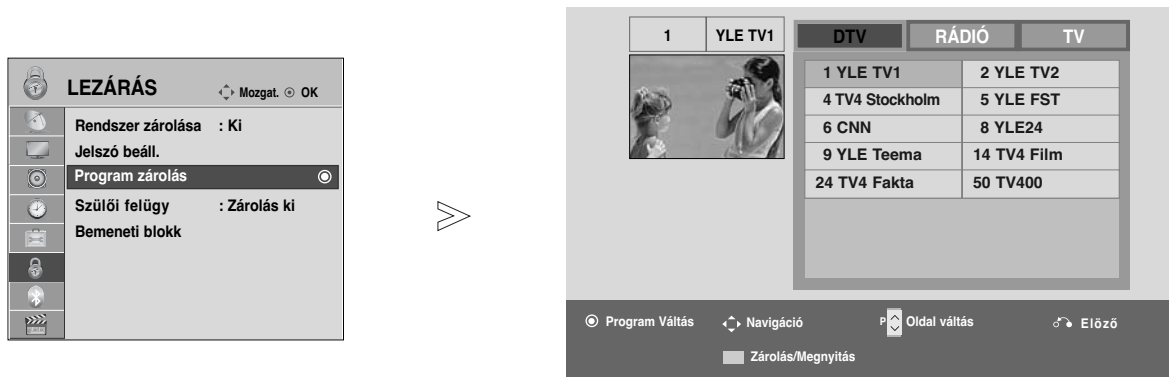 LEZÁRÁS
Mozgat. OK
Rendszer zárolása : Ki
Jelszó beáll.
Program zárolás
Szülői felügy : Zárolás ki
Bemeneti blokk
1 YLE TV1
DTV RÁDIÓ TV
1 YLE TV1 2 YLE TV2
4 TV4 Stockholm 5 YLE FST
6 CNN 8 YLE24
9 YLE Teema 14 TV4 Film
24 TV4 Fakta 50 TV400
Program Váltás Navigáció P Oldal váltás Elözö
Zárolás/Megnyitás